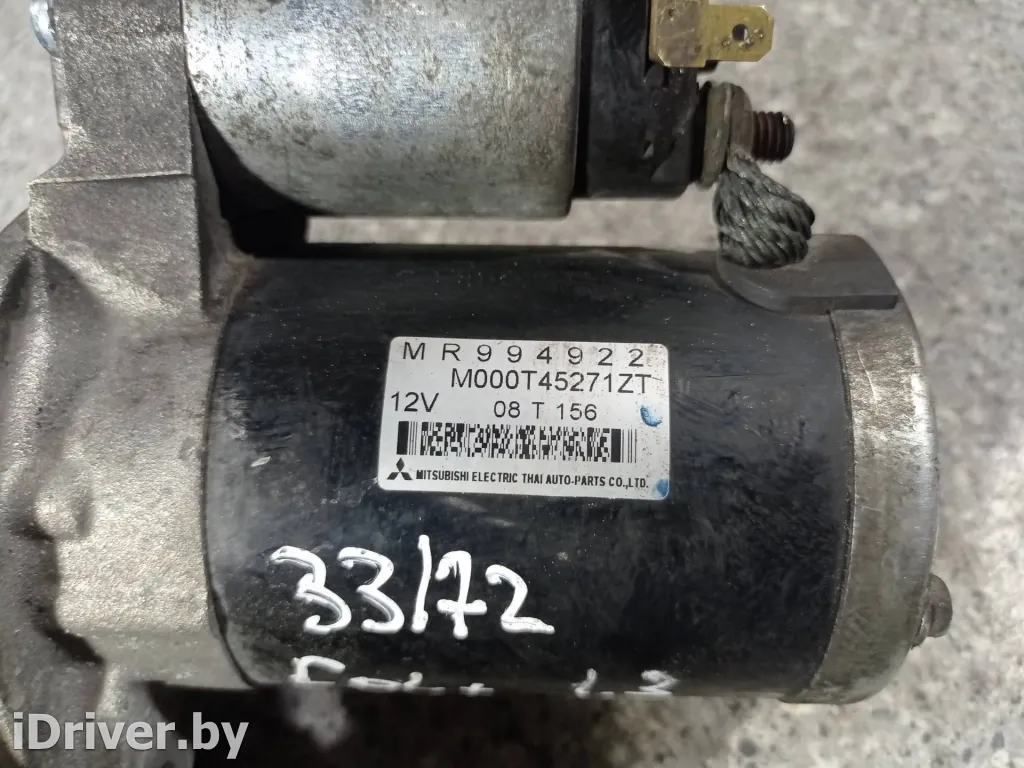 MR994922
M000T45271ZT
12V 08 T 156
MITSUBISHI ELECTRIC THAI AUTO-PARTS CO.,LTD.
33/72
iDriver.by